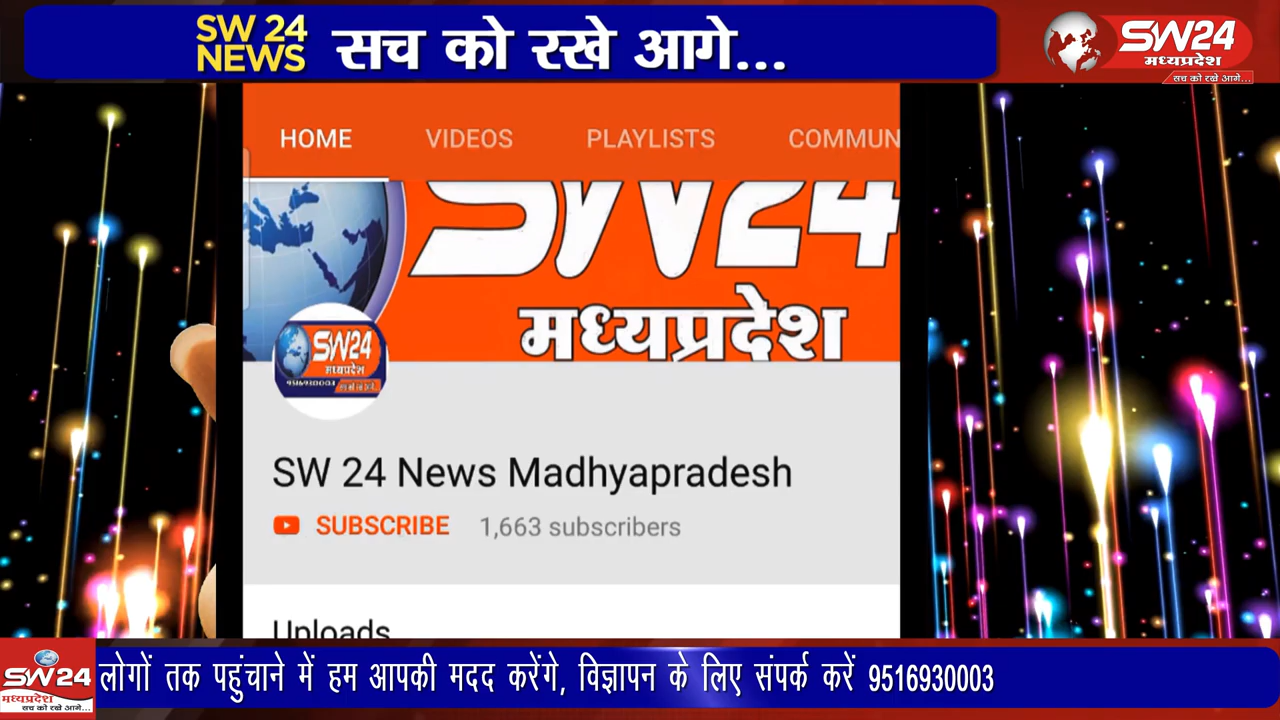 SW 24
NEWS
सच को रखे आगे...
SW24
मध्यप्रदेश
सच को रखे आगे...
HOME VIDEOS PLAYLISTS COMMUN
SW24
मध्यप्रदेश
SW24
मध्यप्रदेश
9516930003
SW 24 News Madhyapradesh
SUBSCRIBE 1,663 subscribers
Uploads
SW24
मध्यप्रदेश
सच को रखे आगे...
लोगों तक पहुंचाने में हम आपकी मदद करेंगे, विज्ञापन के लिए संपर्क करें 9516930003